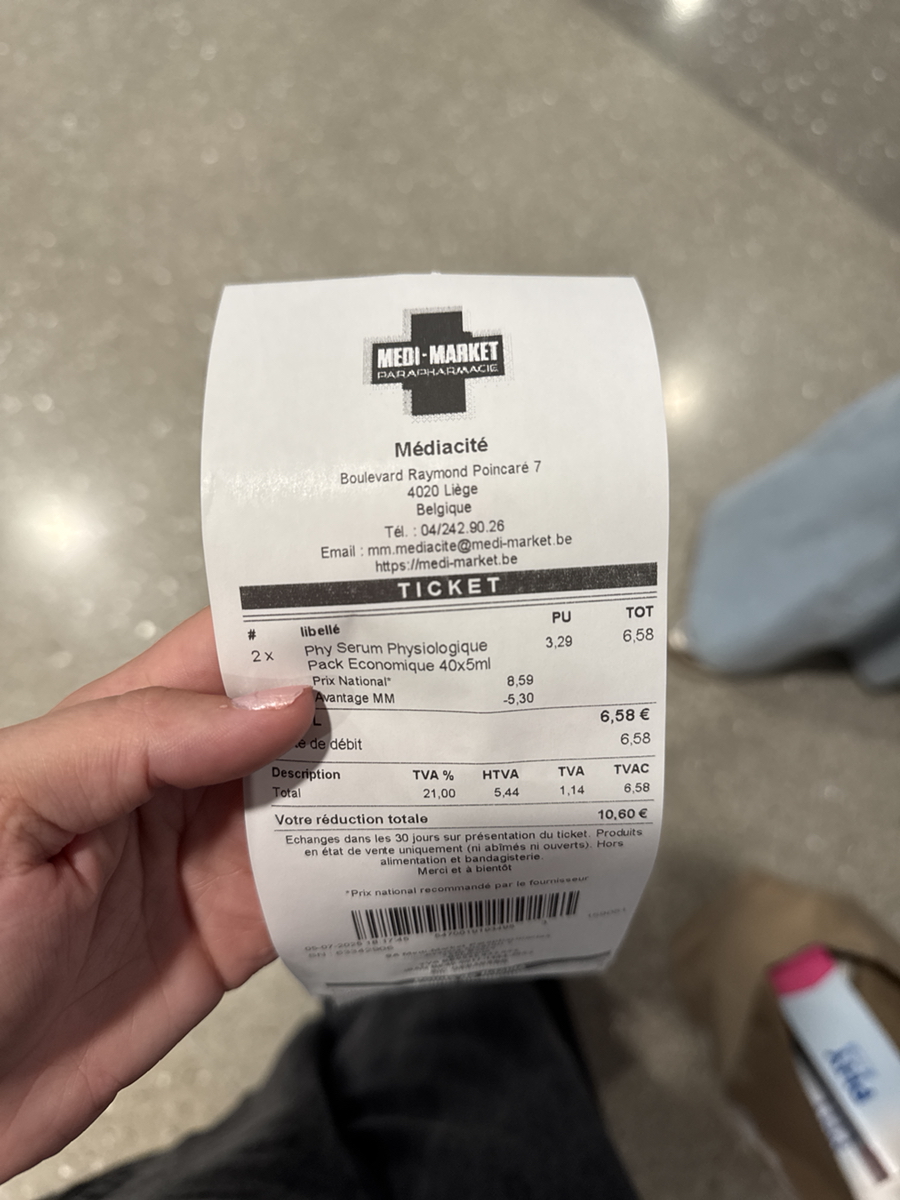 MEDI-MARKET
PARAPHARMACIE
Médiacité
Boulevard Raymond Poincaré 7
4020 Liège
Belgique
Tél. : 04/242.90.26
Email : mm.mediacite@medi-market.be
https://medi-market.be
TICKET
# libellé PU TOT
2 x Phy Serum Physiologique 3,29 6,58
Pack Economique 40x5ml
Prix National* 8,59
Avantage MM -5,30
L 6,58 €
de débit 6,58
Description TVA % HTVA TVA TVAC
Total 21,00 5,44 1,14 6,58
Votre réduction totale 10,60 €
Echanges dans les 30 jours sur présentation du ticket. Produits
en état de vente uniquement (ni abîmés ni ouverts). Hors
alimentation et bandagisterie.
Merci et à bientôt
*Prix national recommandé par le fournisseur